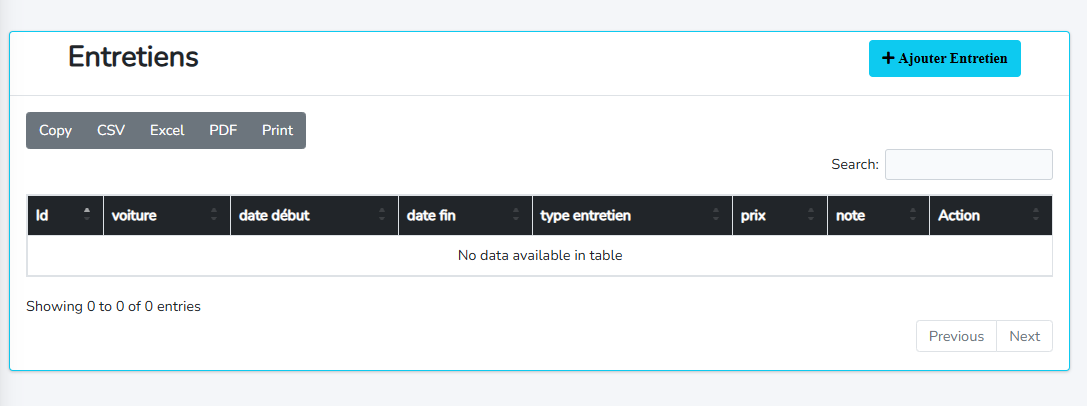 Entretiens
Ajouter Entretien
Copy CSV Excel PDF Print
Search:
Id voiture date début date fin type entretien prix note Action
No data available in table
Showing 0 to 0 of 0 entries
Previous Next